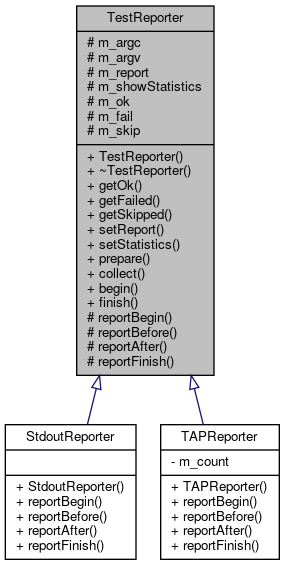 TestReporter
# m_argc
# m_argv
# m_report
# m_showStatistics
# m_ok
# m_fail
# m_skip
+ TestReporter()
+ ~TestReporter()
+ getOk()
+ getFailed()
+ getSkipped()
+ setReport()
+ setStatistics()
+ prepare()
+ collect()
+ begin()
+ finish()
# reportBegin()
# reportBefore()
# reportAfter()
# reportFinish()
StdoutReporter
+ StdoutReporter()
+ reportBegin()
+ reportBefore()
+ reportAfter()
+ reportFinish()
TAPReporter
- m_count
+ TAPReporter()
+ reportBegin()
+ reportBefore()
+ reportAfter()
+ reportFinish()